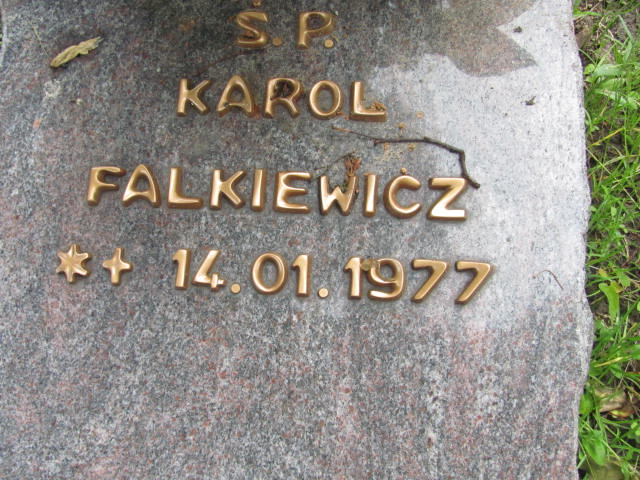 Ś.P.
KAROL
FALKIEWICZ
*+ 14.01.1977